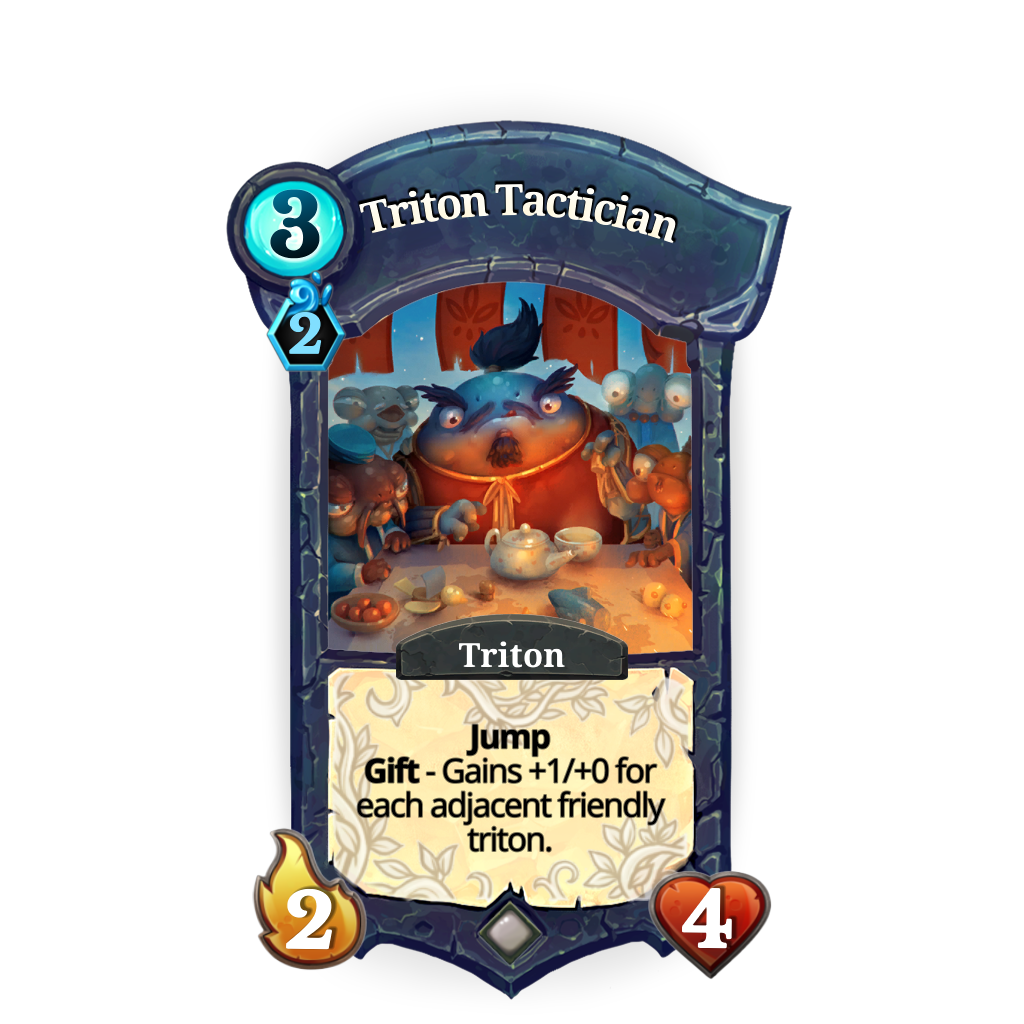 3
Triton Tactician
2
Triton
Jump
Gift - Gains +1/+0 for
each adjacent friendly
triton.
2
4